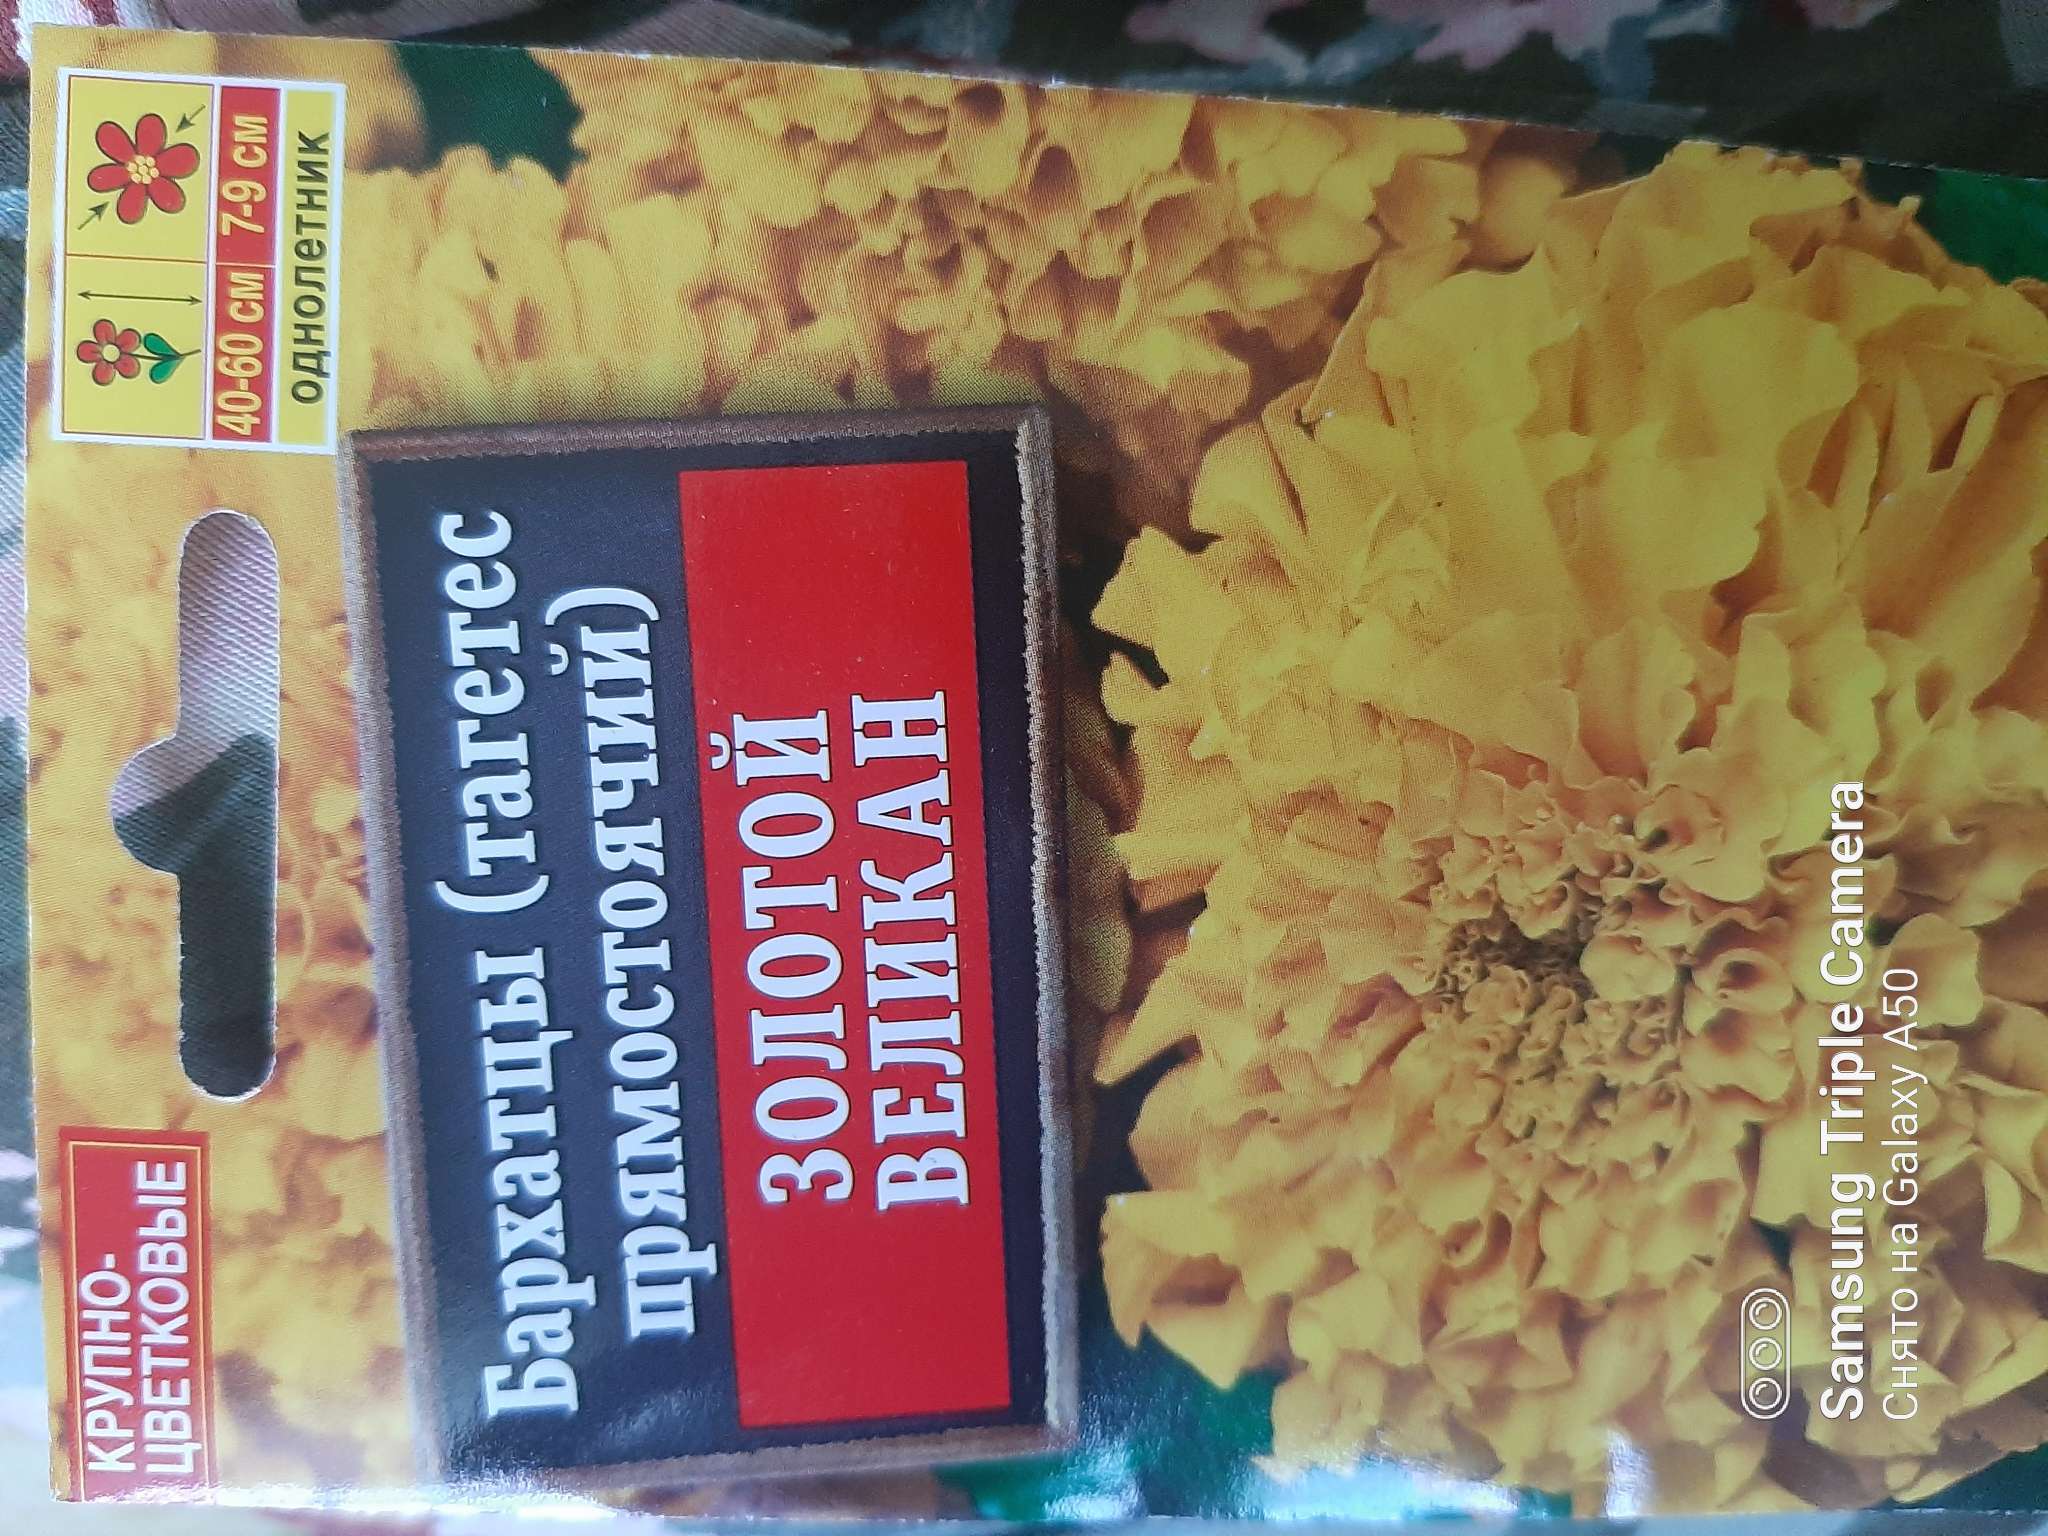 КРУПНО-
ЦВЕТКОВЫЕ
40-60 см 7-9 см
однолетник
Бархатцы (тагетес
прямостоячий)
ЗОЛОТОЙ
ВЕЛИКАН
Samsung Triple Camera
Снято на Galaxy A50